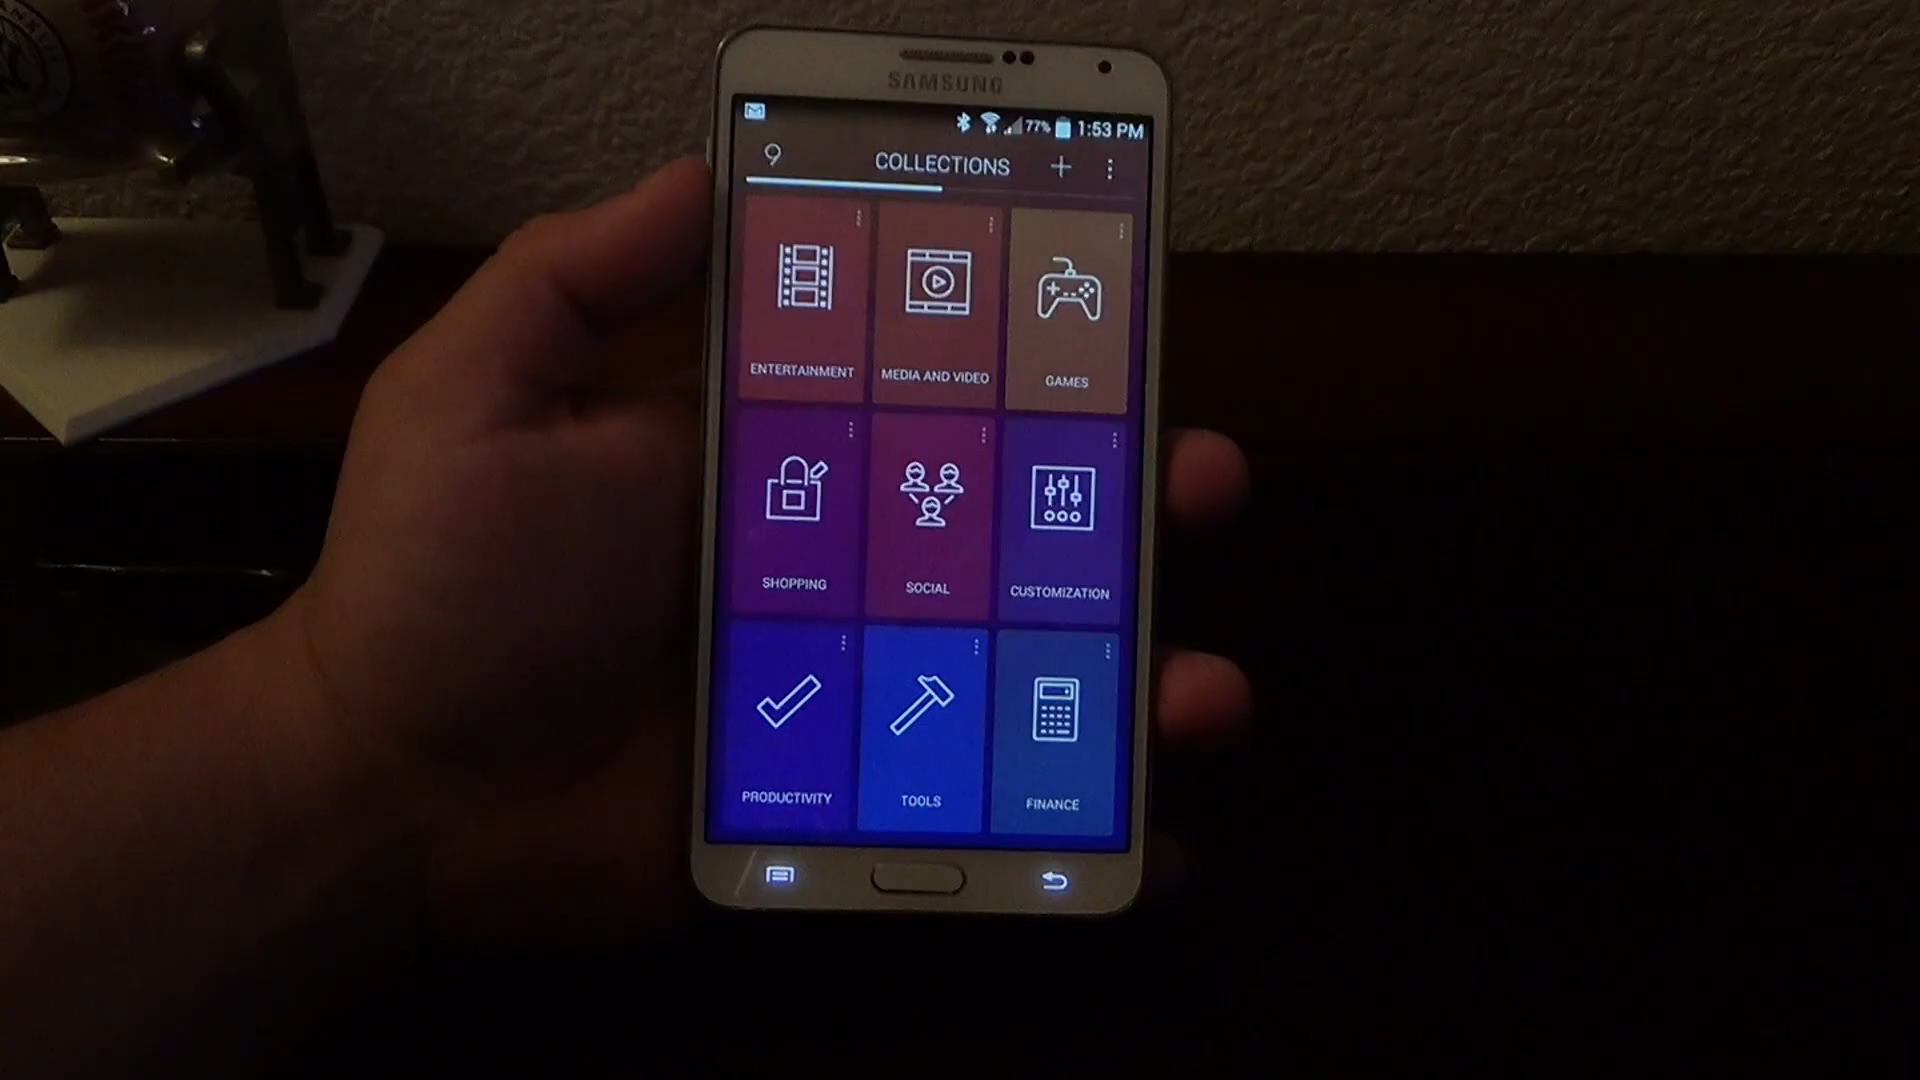 SAMSUNG
77% 1:53 PM
9 COLLECTIONS
ENTERTAINMENT
MEDIA AND VIDEO
GAMES
SHOPPING
SOCIAL
CUSTOMIZATION
PRODUCTIVITY
TOOLS
FINANCE